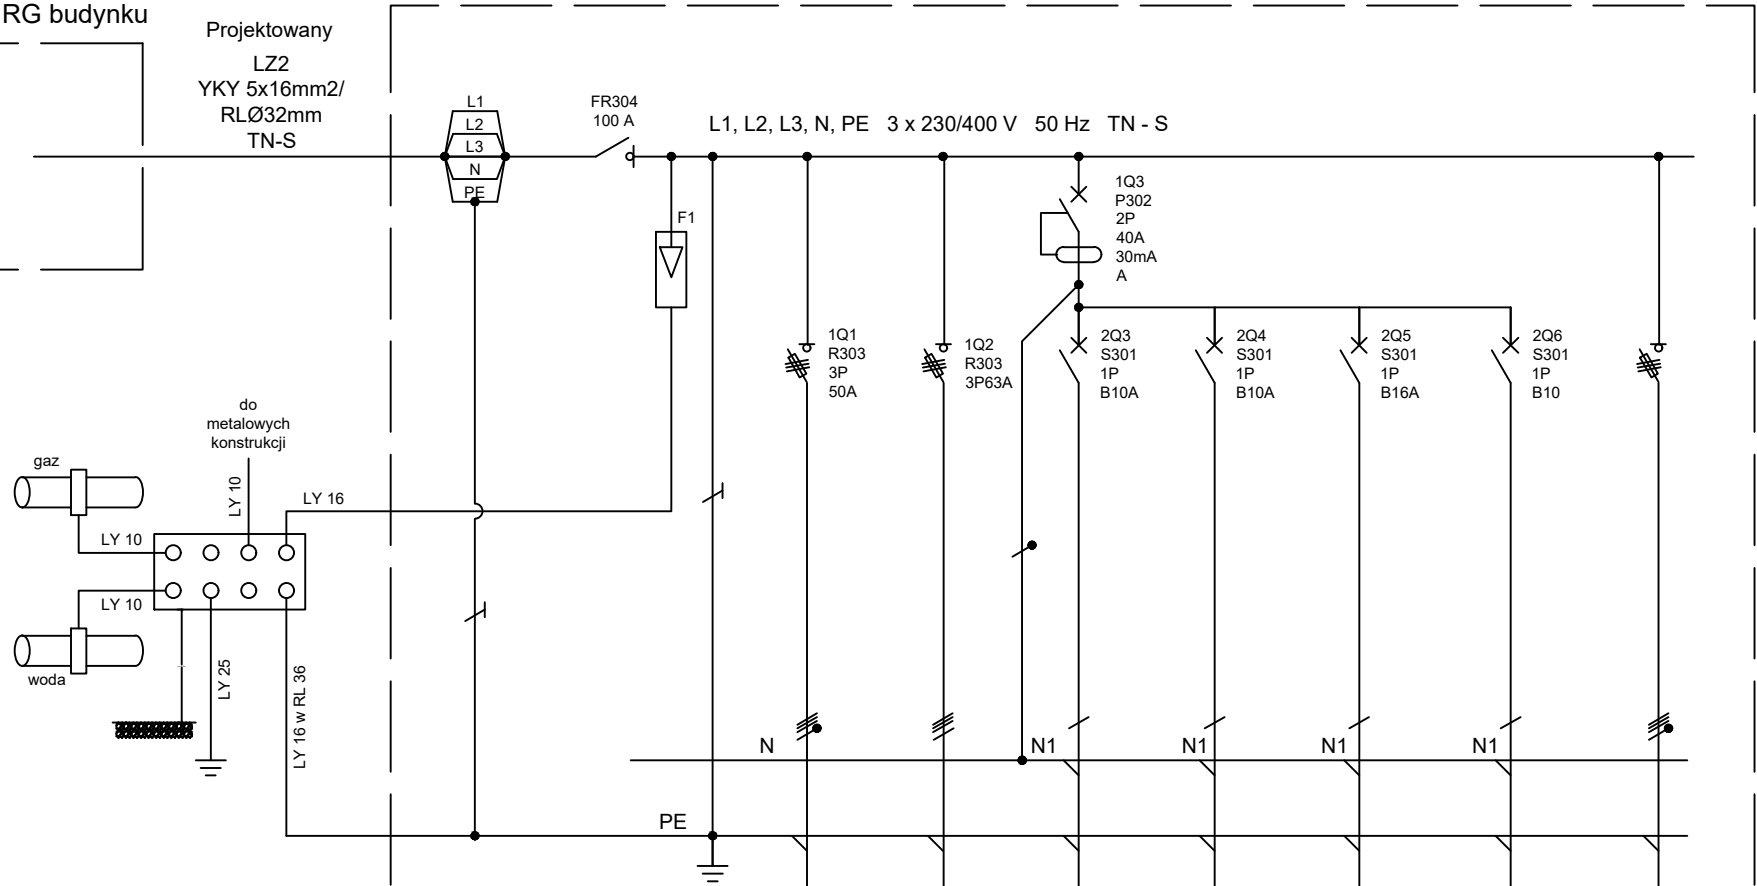 RG budynku
Projektowany
LZ2
YKY 5x16mm2/
RLØ32mm
TN-S
L1
L2
L3
N
PE
FR304
100 A
L1, L2, L3, N, PE 3 x 230/400 V 50 Hz TN - S
F1
1Q3
P302
2P
40A
30mA
A
1Q1
R303
3P
50A
1Q2
R303
3P63A
2Q3
S301
1P
B10A
2Q4
S301
1P
B10A
2Q5
S301
1P
B16A
2Q6
S301
1P
B10
do
metalowych
konstrukcji
gaz
LY 10
LY 16
LY 10
LY 10
woda
LY 25
LY 16 w RL 36
N
N1
N1
N1
N1
PE